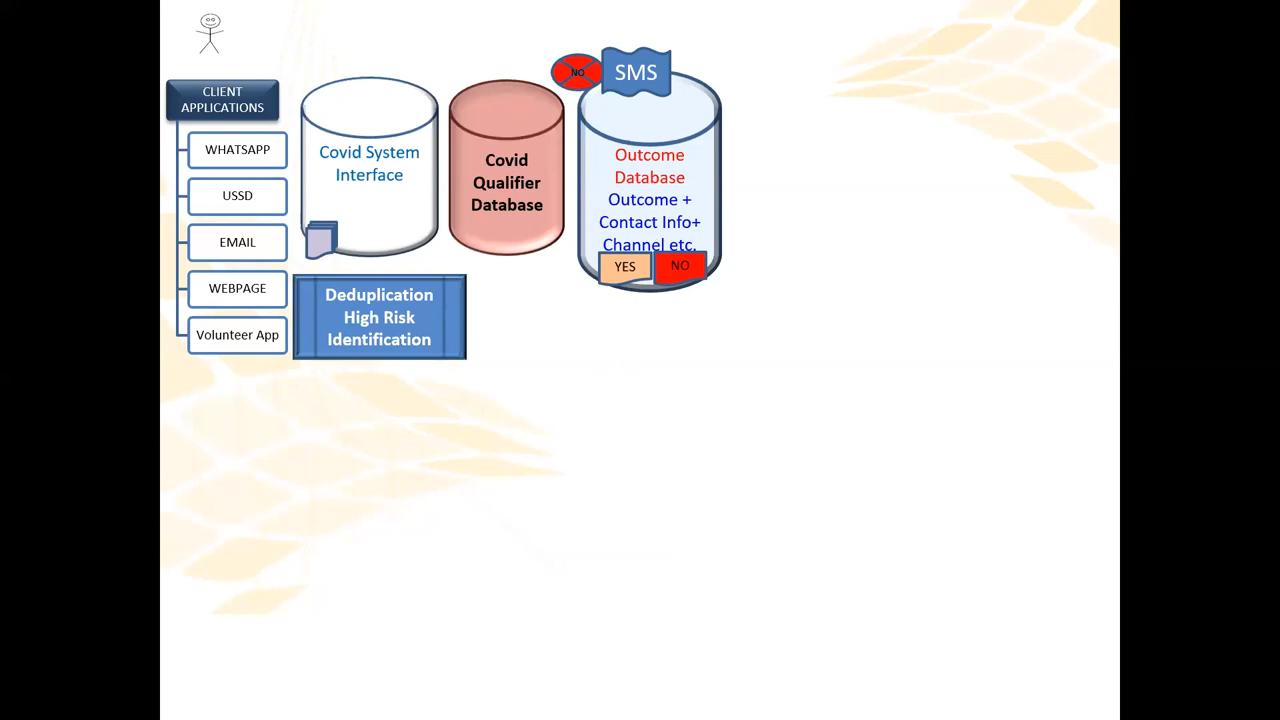 CLIENT
APPLICATIONS
WHATSAPP
USSD
EMAIL
WEBPAGE
Volunteer App
Covid System
Interface
Deduplication
High Risk
Identification
Covid
Qualifier
Database
NO
SMS
Outcome
Database
Outcome +
Contact Info+
Channel etc.
YES
NO